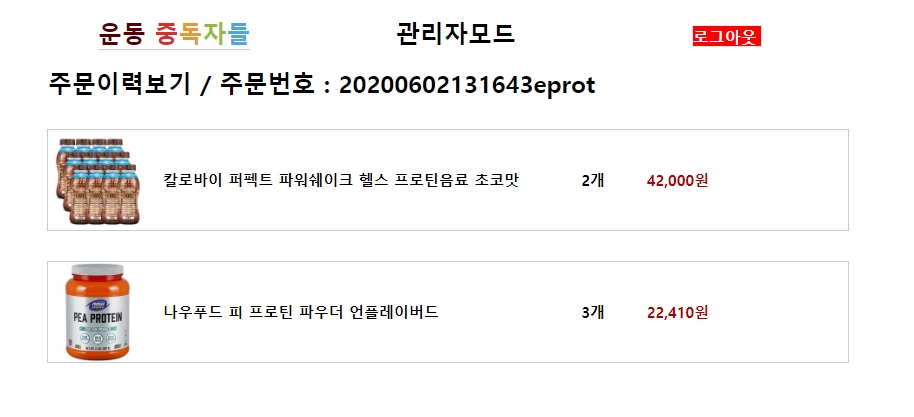 운동 중독자들
관리자모드
로그아웃
주문이력보기 / 주문번호 : 20200602131643eprot
칼로바이 퍼펙트 파워쉐이크 헬스 프로틴음료 초코맛 2개 42,000원
PEA PROTEIN
나우푸드 피 프로틴 파우더 언플레이버드 3개 22,410원